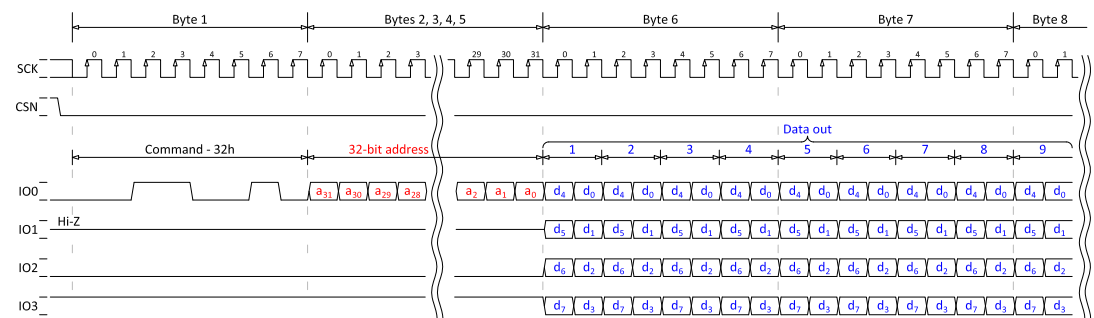 Byte 1 Bytes 2, 3, 4, 5 Byte 6 Byte 7 Byte 8
0 1 2 3 4 5 6 7 0 1 2 3 29 30 31 0 1 2 3 4 5 6 7 0 1 2 3 4 5 6 7 0 1
SCK
CSN
Data out
Command - 32h 32-bit address 1 2 3 4 5 6 7 8 9
IO0 a31 a30 a29 a28 a2 a1 a0 d4 d0 d4 d0 d4 d0 d4 d0 d4 d0 d4 d0 d4 d0 d4 d0 d4 d0
IO1 Hi-Z d5 d1 d5 d1 d5 d1 d5 d1 d5 d1 d5 d1 d5 d1 d5 d1 d5 d1
IO2 d6 d2 d6 d2 d6 d2 d6 d2 d6 d2 d6 d2 d6 d2 d6 d2 d6 d2
IO3 d7 d3 d7 d3 d7 d3 d7 d3 d7 d3 d7 d3 d7 d3 d7 d3 d7 d3